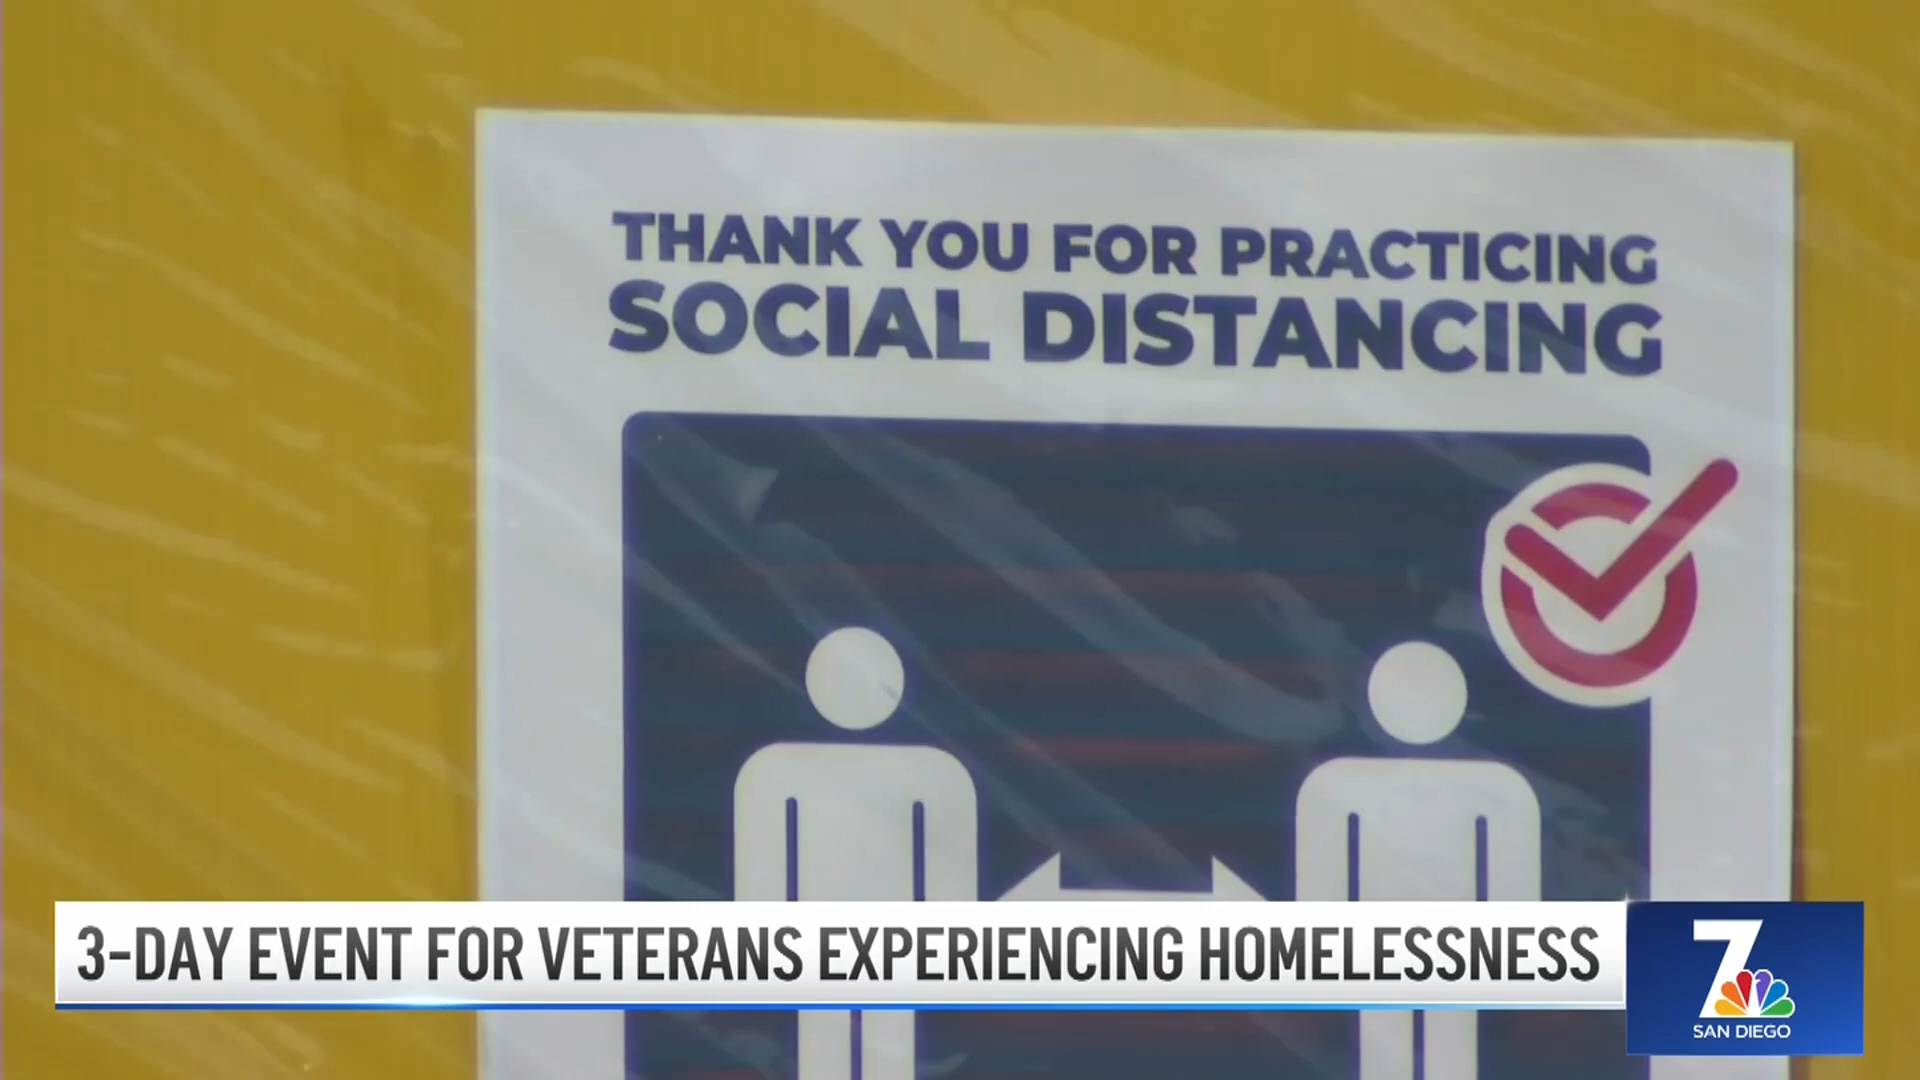 THANK YOU FOR PRACTICING
SOCIAL DISTANCING
3-DAY EVENT FOR VETERANS EXPERIENCING HOMELESSNESS
7
SAN DIEGO